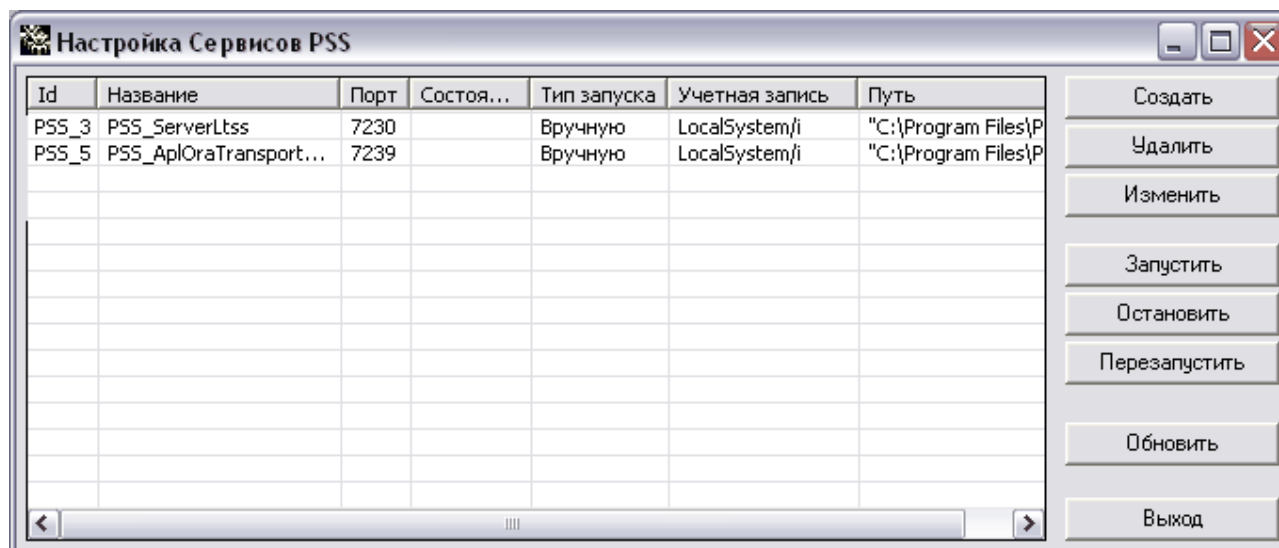 Настройка Сервисов PSS
Id Название Порт Состоя... Тип запуска Учетная запись Путь
PSS_3 PSS_ServerLtss 7230 Вручную LocalSystem/i "C:\Program Files\P
PSS_5 PSS_AplOraTransport... 7239 Вручную LocalSystem/i "C:\Program Files\P
Создать
Удалить
Изменить
Запустить
Остановить
Перезапустить
Обновить
Выход